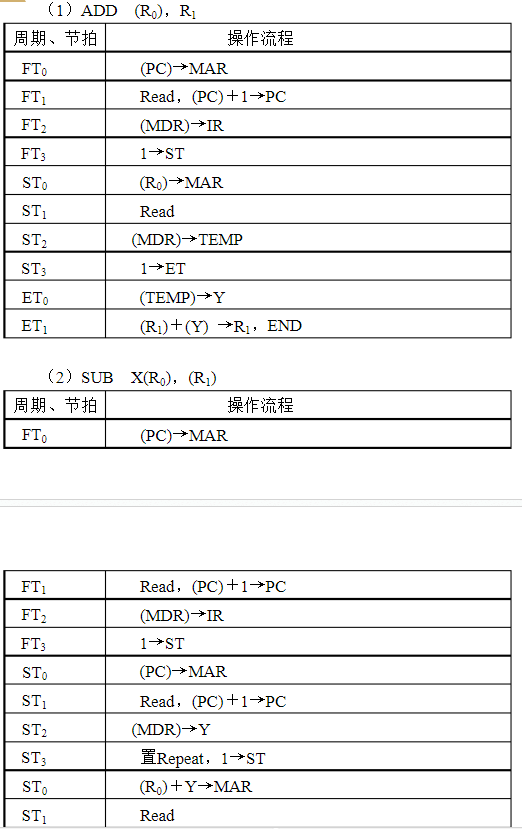 （1）ADD (R₀)，R₁
周期、节拍 操作流程
FT₀ (PC)→MAR
FT₁ Read，(PC)＋1→PC
FT₂ (MDR)→IR
FT₃ 1→ST
ST₀ (R₀)→MAR
ST₁ Read
ST₂ (MDR)→TEMP
ST₃ 1→ET
ET₀ (TEMP)→Y
ET₁ (R₁)＋(Y) →R₁，END
（2）SUB X(R₀)，(R₁)
周期、节拍 操作流程
FT₀ (PC)→MAR
FT₁ Read，(PC)＋1→PC
FT₂ (MDR)→IR
FT₃ 1→ST
ST₀ (PC)→MAR
ST₁ Read，(PC)＋1→PC
ST₂ (MDR)→Y
ST₃ 置Repeat，1→ST
ST₀ (R₀)＋Y→MAR
ST₁ Read